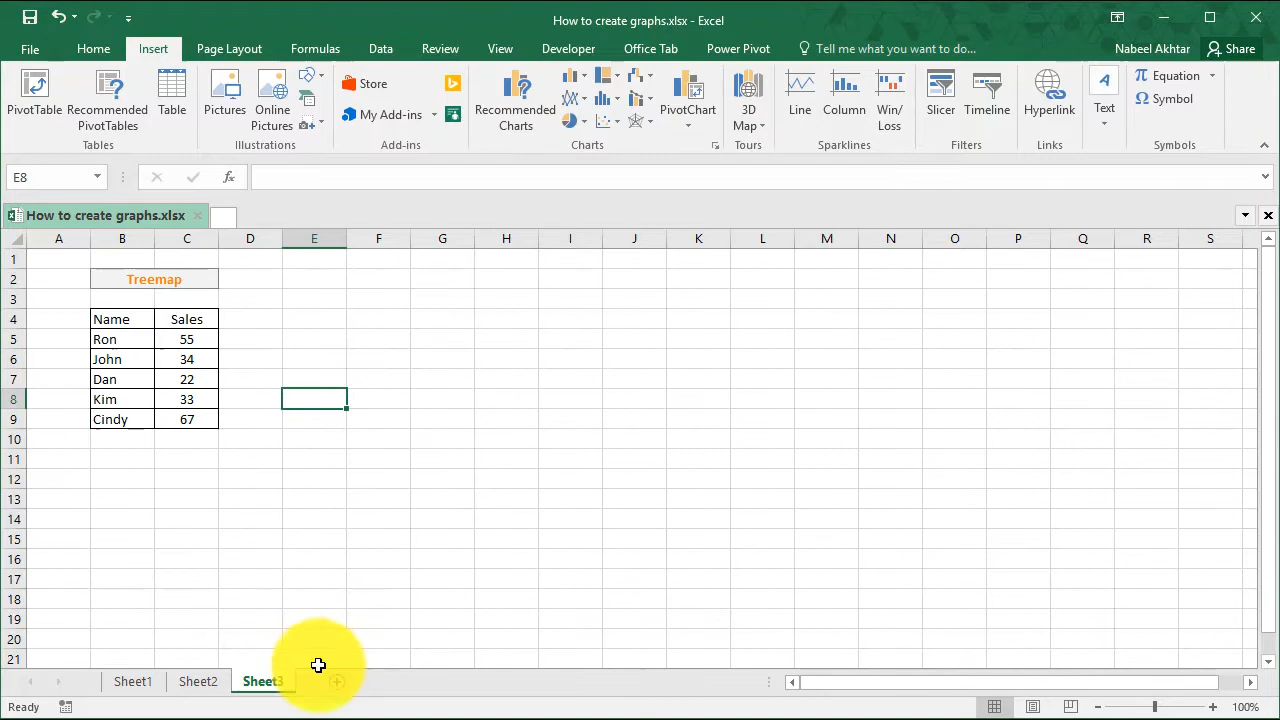 How to create graphs.xlsx - Excel
File Home Insert Page Layout Formulas Data Review View Developer Office Tab Power Pivot Tell me what you want to do... Nabeel Akhtar Share
PivotTable Recommended PivotTables Table
Tables
Pictures Online Pictures
Illustrations
Store
My Add-ins
Add-ins
Recommended Charts
PivotChart
Charts
3D Map
Tours
Line Column Win/Loss
Sparklines
Slicer Timeline
Filters
Hyperlink
Links
A
Text
π Equation
Ω Symbol
Symbols
E8 fx
How to create graphs.xlsx
A B C D E F G H I J K L M N O P Q R S
1
2 Treemap
3
4 Name Sales
5 Ron 55
6 John 34
7 Dan 22
8 Kim 33
9 Cindy 67
10
11
12
13
14
15
16
17
18
19
20
21
Sheet1 Sheet2 Sheet3
Ready 100%